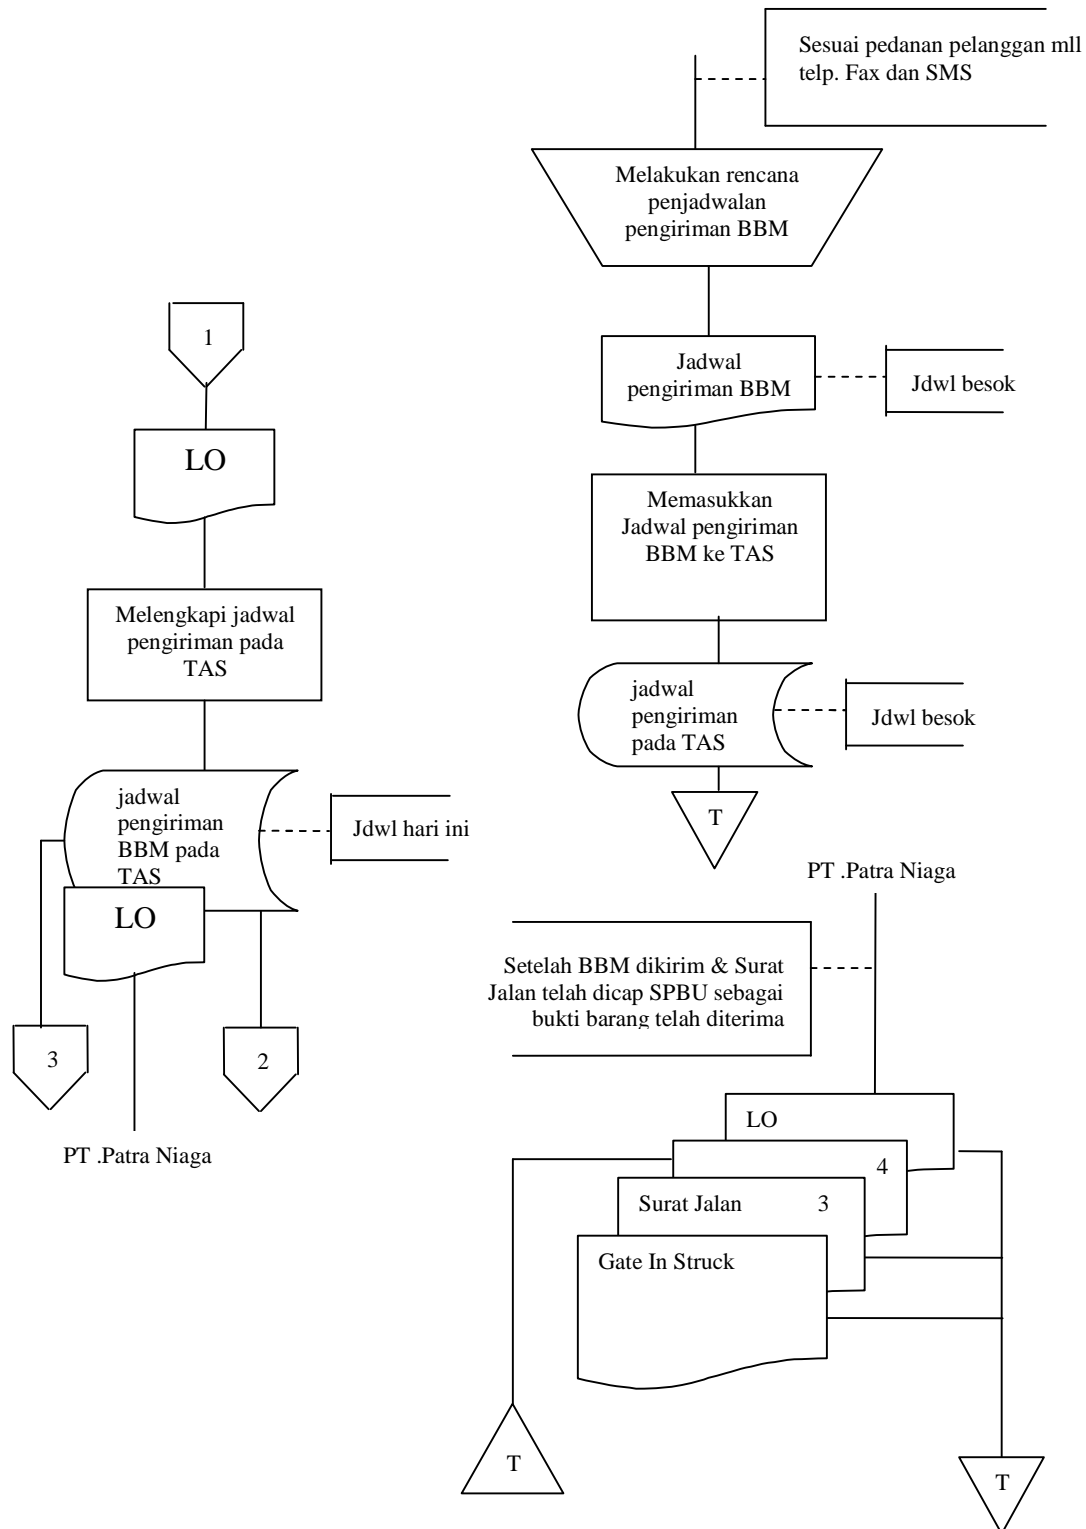 Sesuai pedanan pelanggan mll
telp. Fax dan SMS
Melakukan rencana
penjadwalan
pengiriman BBM
Jadwal
pengiriman BBM
Jdwl besok
Memasukkan
Jadwal pengiriman
BBM ke TAS
jadwal
pengiriman
pada TAS
Jdwl besok
T
1
LO
Melengkapi jadwal
pengiriman pada
TAS
jadwal
pengiriman
BBM pada
TAS
Jdwl hari ini
LO
3
2
PT .Patra Niaga
PT .Patra Niaga
Setelah BBM dikirim & Surat
Jalan telah dicap SPBU sebagai
bukti barang telah diterima
LO
4
Surat Jalan 3
Gate In Struck
T
T